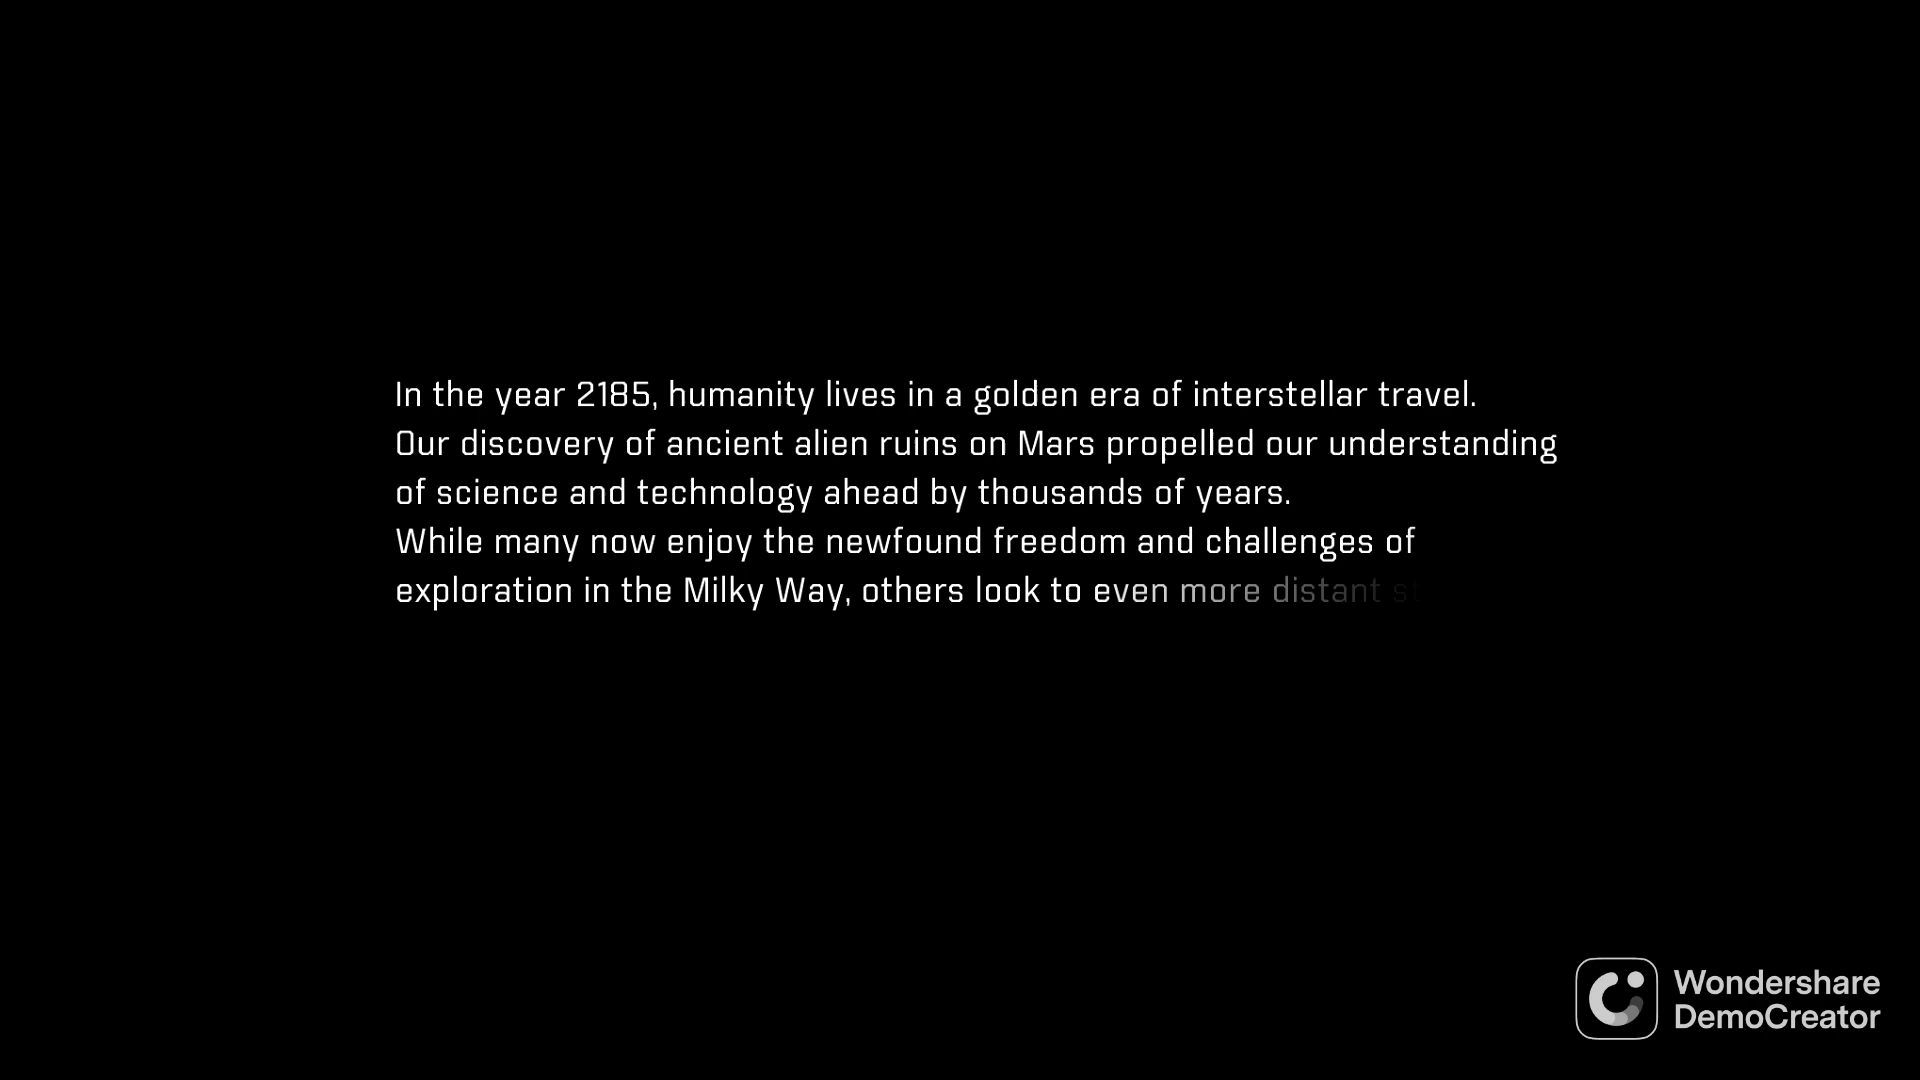 In the year 2185, humanity lives in a golden era of interstellar travel.
Our discovery of ancient alien ruins on Mars propelled our understanding
of science and technology ahead by thousands of years.
While many now enjoy the newfound freedom and challenges of
exploration in the Milky Way, others look to even more distant st
Wondershare
DemoCreator